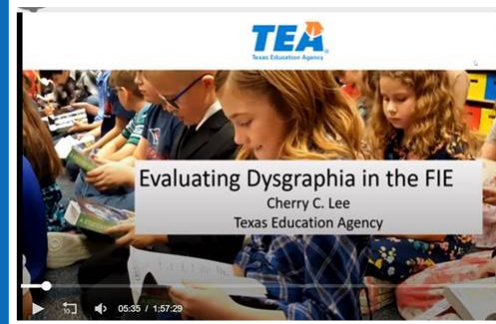 TEA
Texas Education Agency
Evaluating Dysgraphia in the FIE
Cherry C. Lee
Texas Education Agency
10
05:35 / 1:57:29